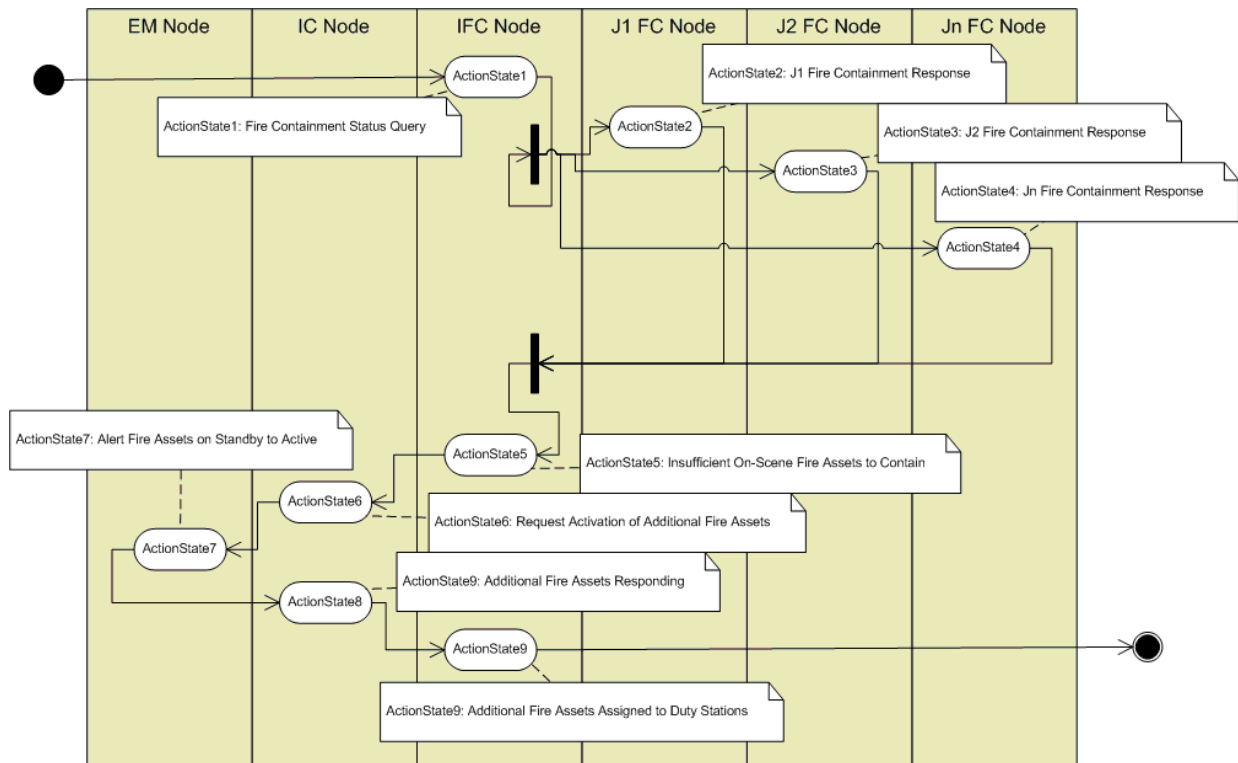 EM Node
IC Node
IFC Node
J1 FC Node
J2 FC Node
Jn FC Node
ActionState1
ActionState2: J1 Fire Containment Response
ActionState1: Fire Containment Status Query
ActionState2
ActionState3: J2 Fire Containment Response
ActionState3
ActionState4: Jn Fire Containment Response
ActionState4
ActionState7: Alert Fire Assets on Standby to Active
ActionState5
ActionState5: Insufficient On-Scene Fire Assets to Contain
ActionState6
ActionState6: Request Activation of Additional Fire Assets
ActionState7
ActionState9: Additional Fire Assets Responding
ActionState8
ActionState9
ActionState9: Additional Fire Assets Assigned to Duty Stations